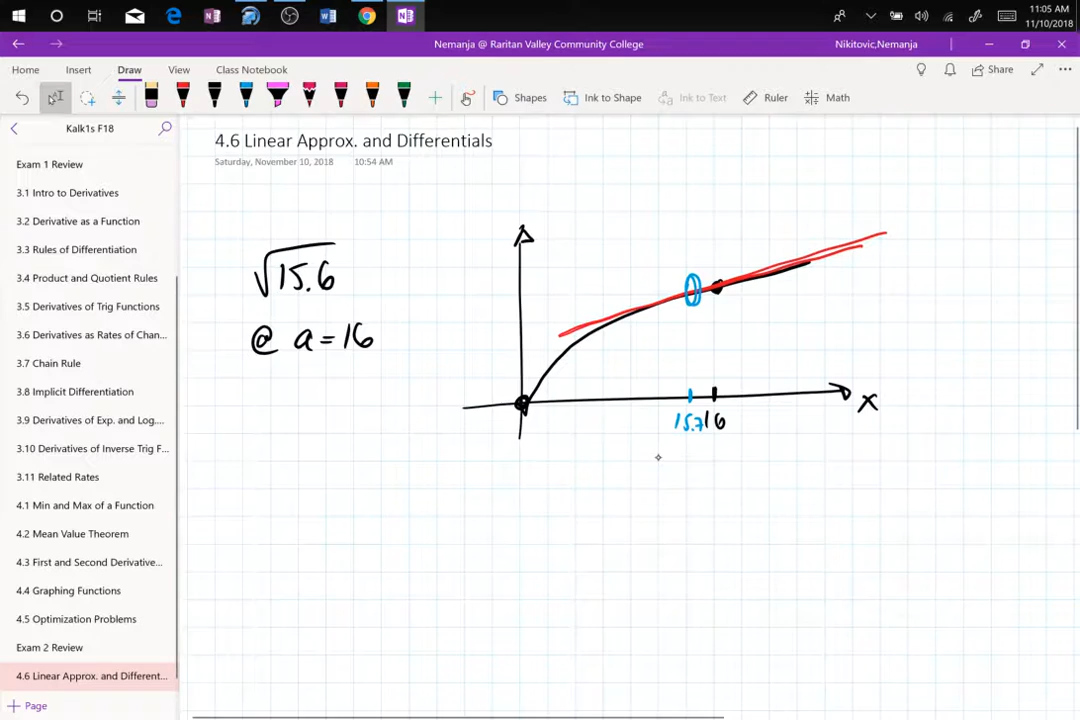 11:05 AM
11/10/2018
Nemanja @ Raritan Valley Community College
Nikitovic,Nemanja
Home Insert Draw View Class Notebook
Share
Shapes Ink to Shape Ink to Text Ruler Math
Kalk1s F18
Exam 1 Review
3.1 Intro to Derivatives
3.2 Derivative as a Function
3.3 Rules of Differentiation
3.4 Product and Quotient Rules
3.5 Derivatives of Trig Functions
3.6 Derivatives as Rates of Chan...
3.7 Chain Rule
3.8 Implicit Differentiation
3.9 Derivatives of Exp. and Log....
3.10 Derivatives of Inverse Trig F...
3.11 Related Rates
4.1 Min and Max of a Function
4.2 Mean Value Theorem
4.3 First and Second Derivative...
4.4 Graphing Functions
4.5 Optimization Problems
Exam 2 Review
4.6 Linear Approx. and Different...
+ Page
4.6 Linear Approx. and Differentials
Saturday, November 10, 2018 10:54 AM
√15.6
@ a=16
x
16